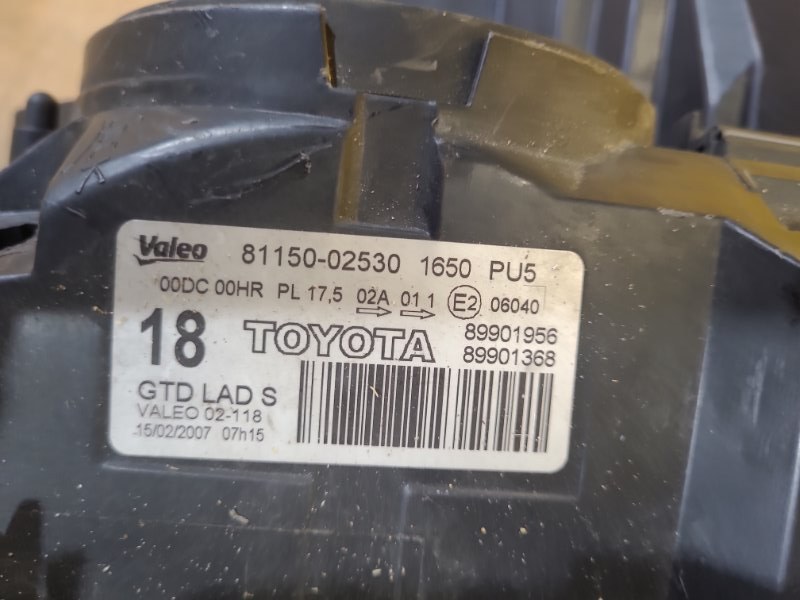 Valeo 81150-02530 1650 PU5
00DC 00HR PL 17,5 02A 01 1 E2 06040
18 TOYOTA 89901956
89901368
GTD LAD S
VALEO 02-118
15/02/2007 07h15